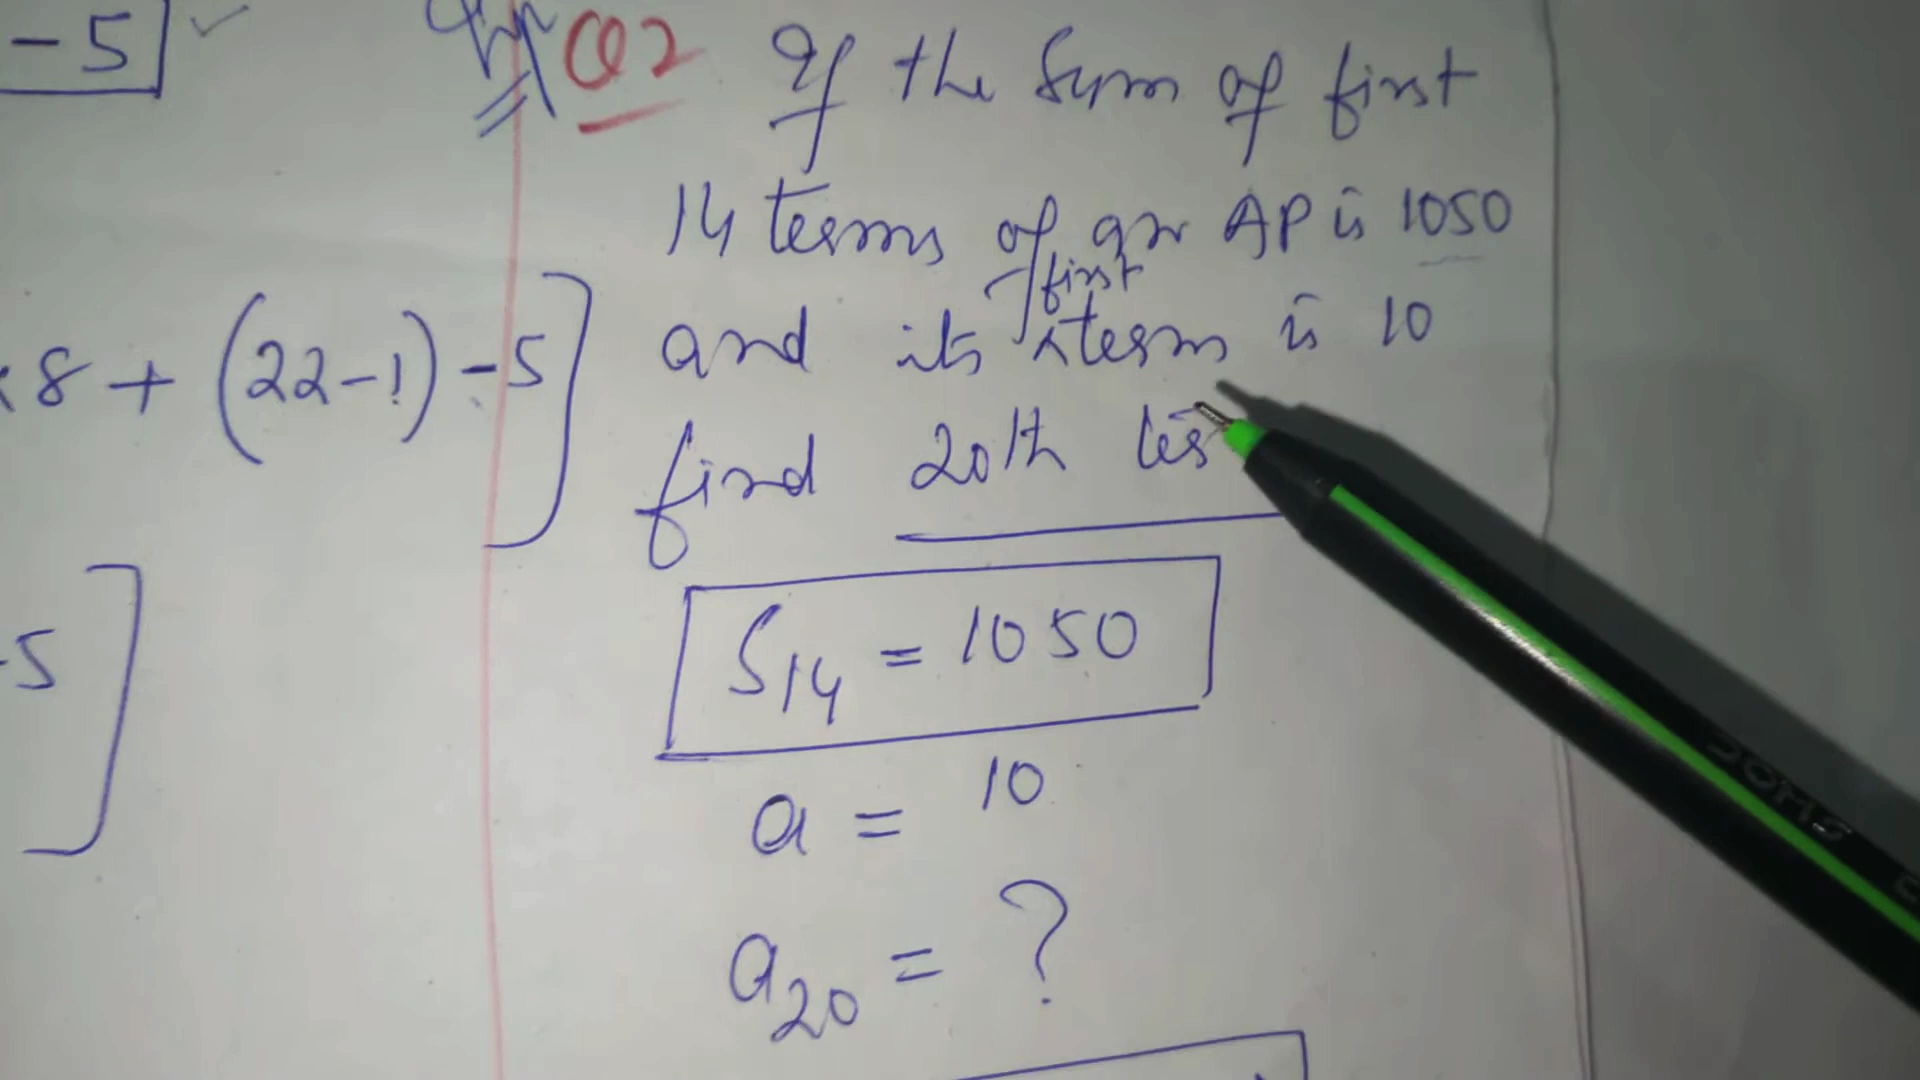 -5
Q2 If the Sum of first
14 terms of an AP is 1050
first
and its term is 10
find 20th
8 + (22-1) -5]
S14 = 1050
-5]
a = 10
a20 = ?
DOMS